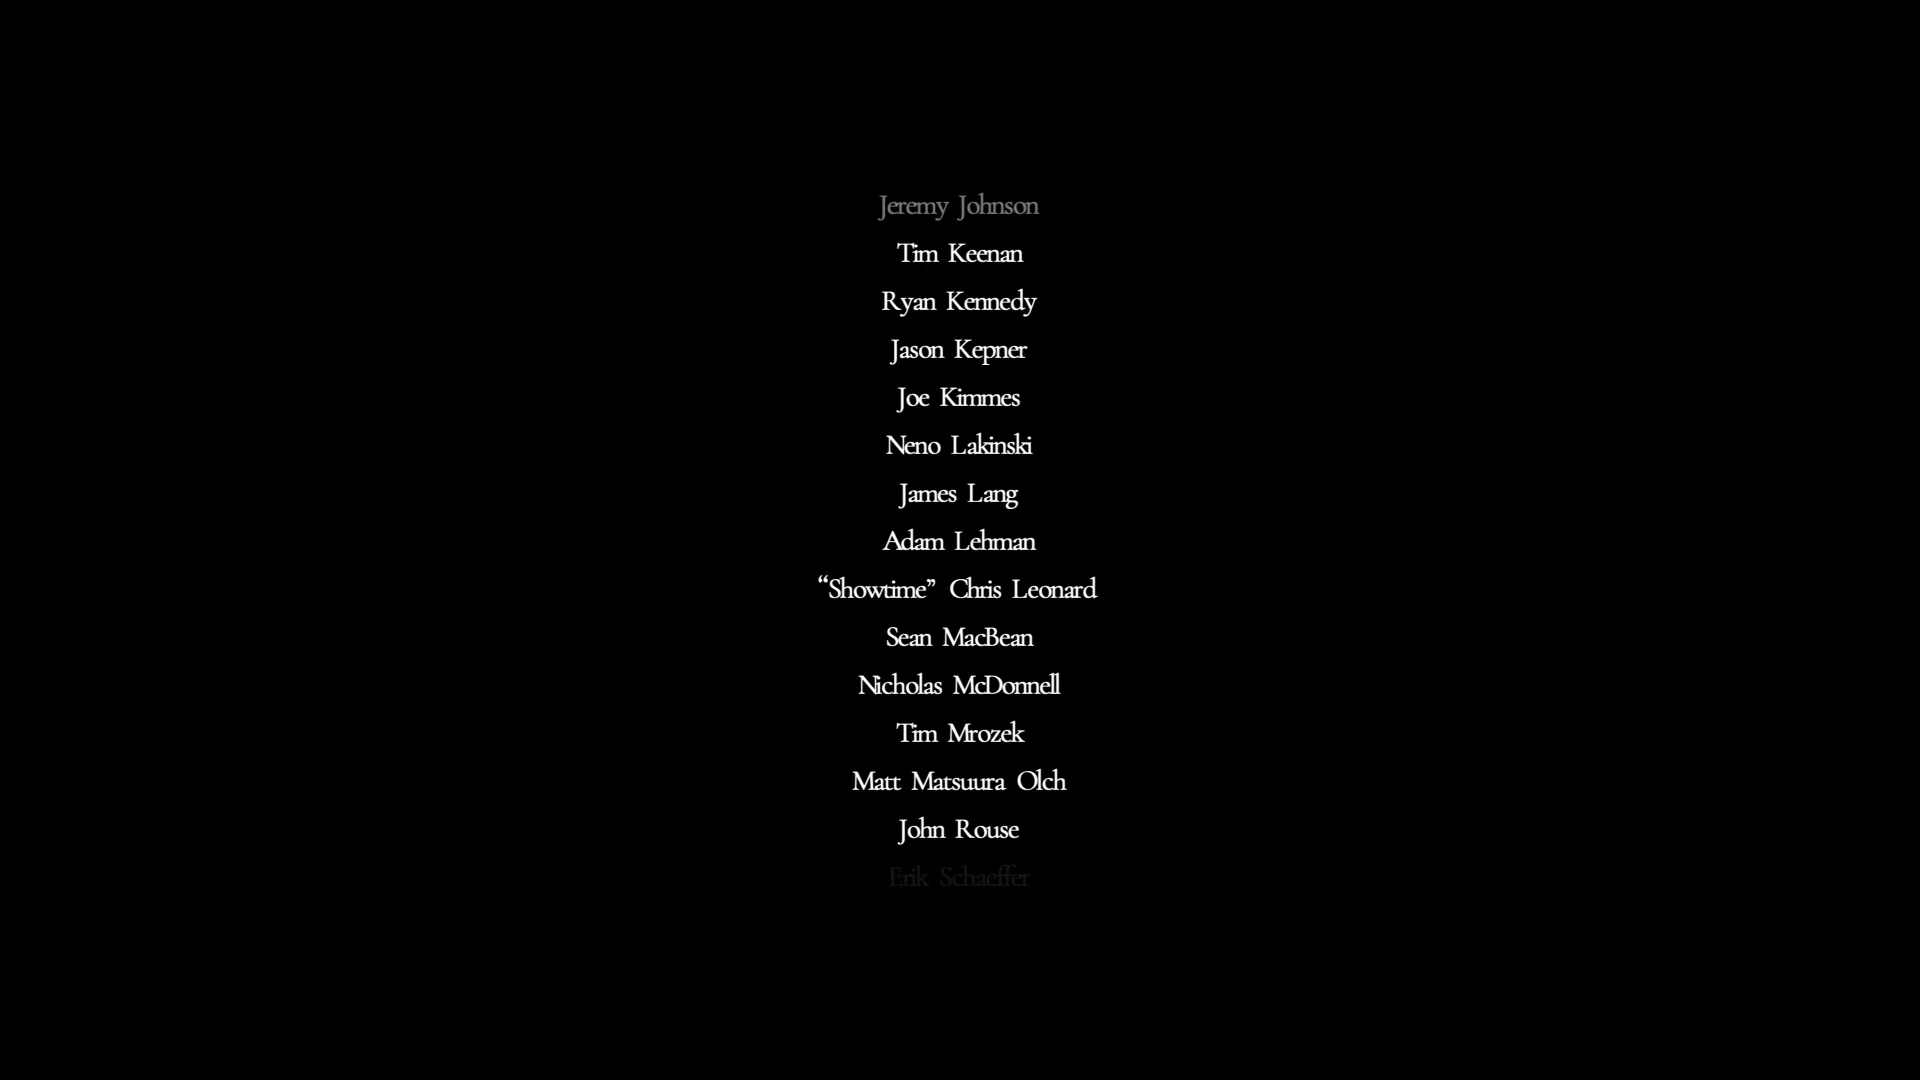 Jeremy Johnson
Tim Keenan
Ryan Kennedy
Jason Kepner
Joe Kimmes
Neno Lakinski
James Lang
Adam Lehman
“Showtime” Chris Leonard
Sean MacBean
Nicholas McDonnell
Tim Mrozek
Matt Matsuura Olch
John Rouse
Erik Schaeffer